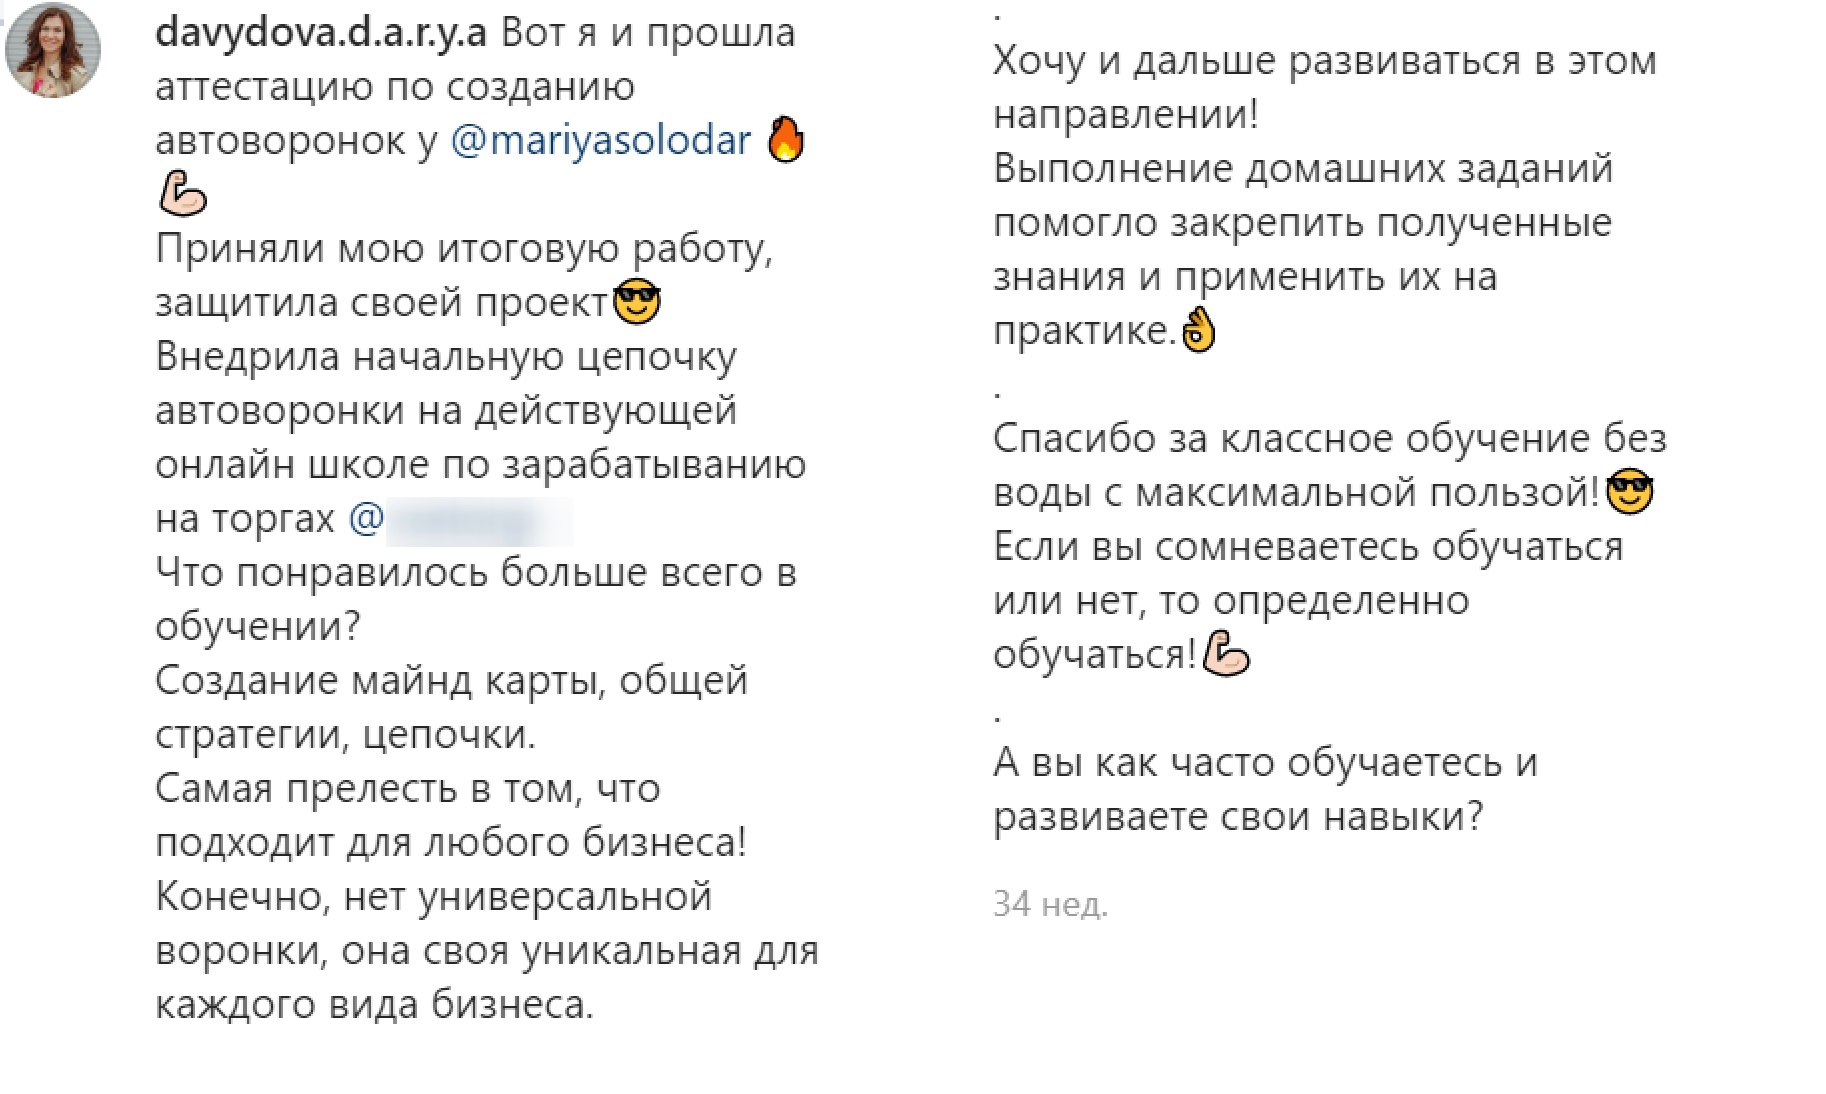 davydova.d.a.r.y.a Вот я и прошла
аттестацию по созданию
автоворонок у @mariyasolodar 🔥
💪🏻
Приняли мою итоговую работу,
защитила своей проект😎
Внедрила начальную цепочку
автоворонки на действующей
онлайн школе по зарабатыванию
на торгах @
Что понравилось больше всего в
обучении?
Создание майнд карты, общей
стратегии, цепочки.
Самая прелесть в том, что
подходит для любого бизнеса!
Конечно, нет универсальной
воронки, она своя уникальная для
каждого вида бизнеса.
.
Хочу и дальше развиваться в этом
направлении!
Выполнение домашних заданий
помогло закрепить полученные
знания и применить их на
практике.👌
.
Спасибо за классное обучение без
воды с максимальной пользой!😎
Если вы сомневаетесь обучаться
или нет, то определенно
обучаться!💪🏻
.
А вы как часто обучаетесь и
развиваете свои навыки?
34 нед.